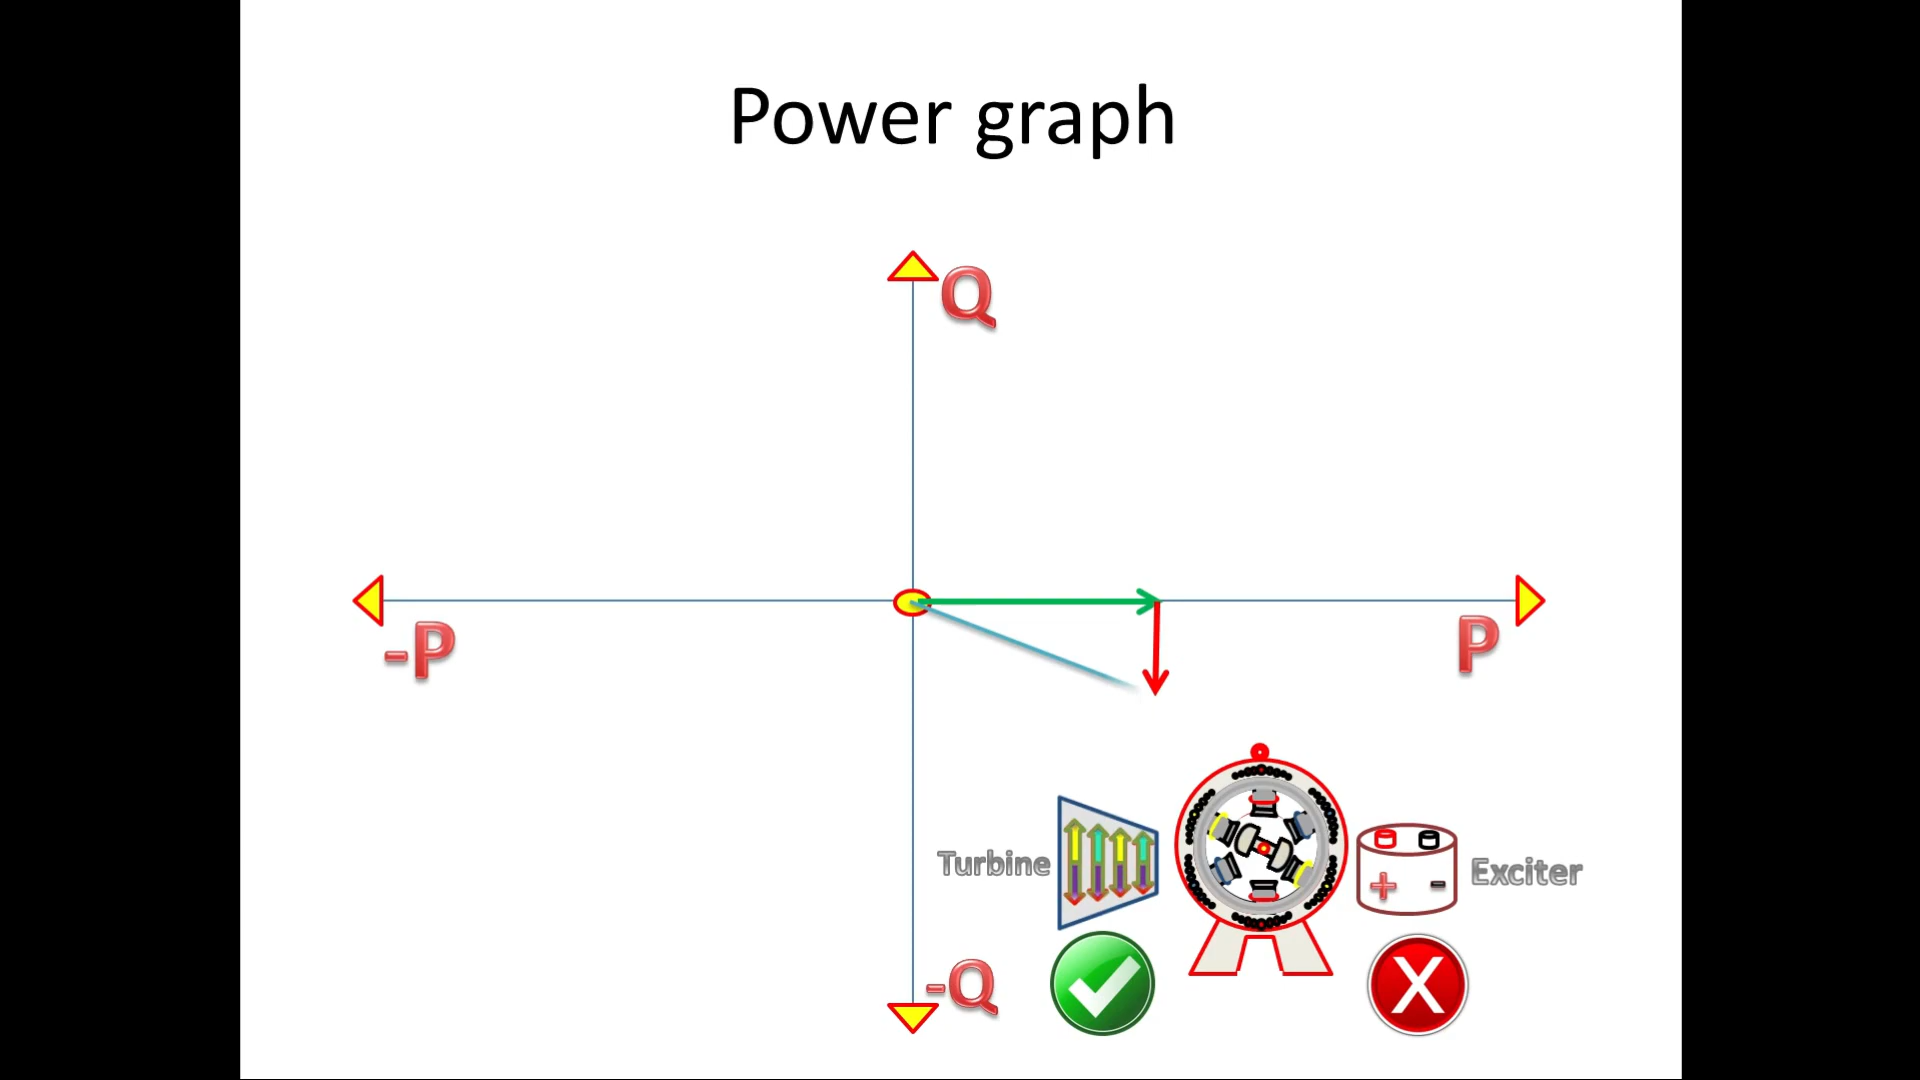 Power graph
Q
-P
P
Turbine
+ -
Exciter
-Q
X